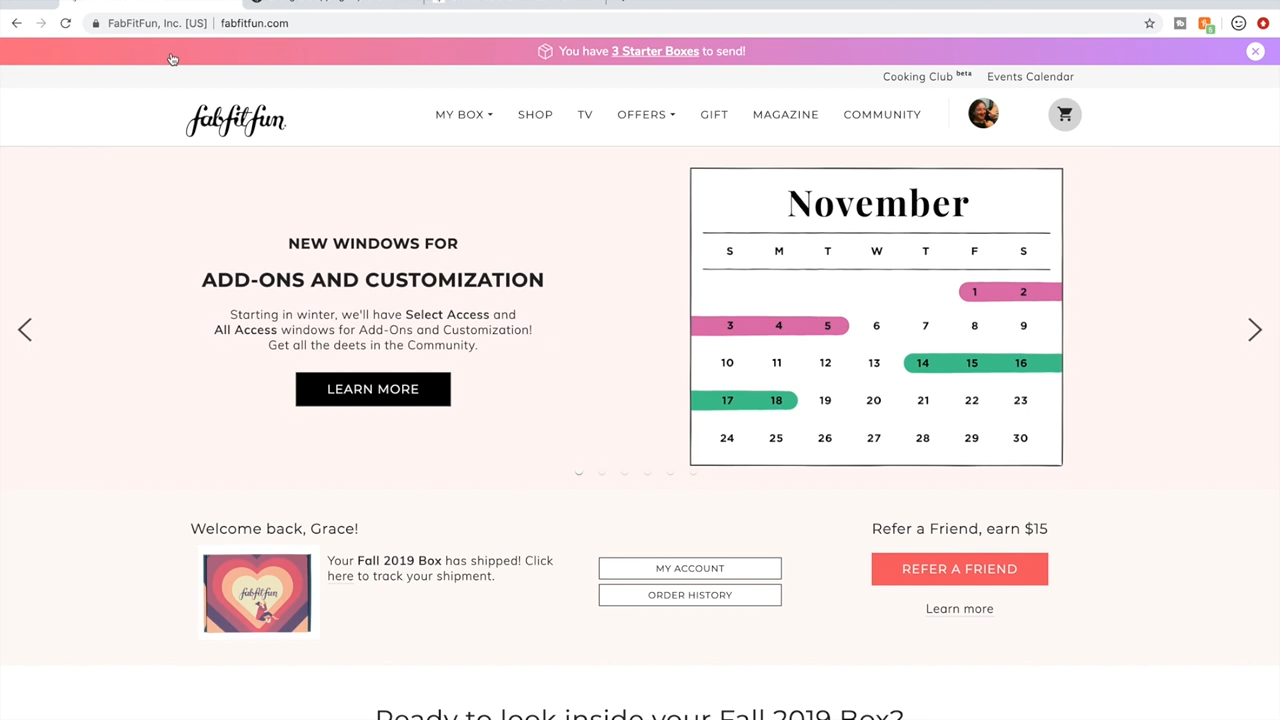 FabFitFun, Inc. [US] | fabfitfun.com
You have 3 Starter Boxes to send!
Cooking Club beta Events Calendar
fabfitfun
MY BOX SHOP TV OFFERS GIFT MAGAZINE COMMUNITY
NEW WINDOWS FOR
ADD-ONS AND CUSTOMIZATION
Starting in winter, we'll have Select Access and
All Access windows for Add-Ons and Customization!
Get all the deets in the Community.
LEARN MORE
November
S M T W T F S
1 2
3 4 5 6 7 8 9
10 11 12 13 14 15 16
17 18 19 20 21 22 23
24 25 26 27 28 29 30
Welcome back, Grace!
fabfitfun
Your Fall 2019 Box has shipped! Click
here to track your shipment.
MY ACCOUNT
ORDER HISTORY
Refer a Friend, earn $15
REFER A FRIEND
Learn more
Ready to look inside your Fall 2019 Box?